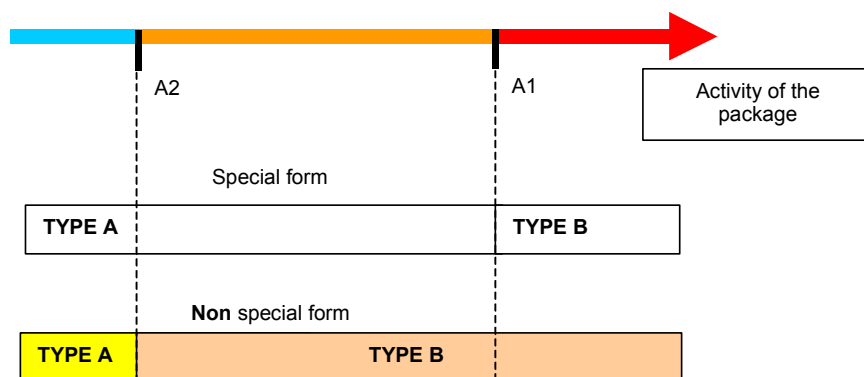 A2
A1
Activity of the
package
Special form
TYPE A
TYPE B
Non special form
TYPE A
TYPE B